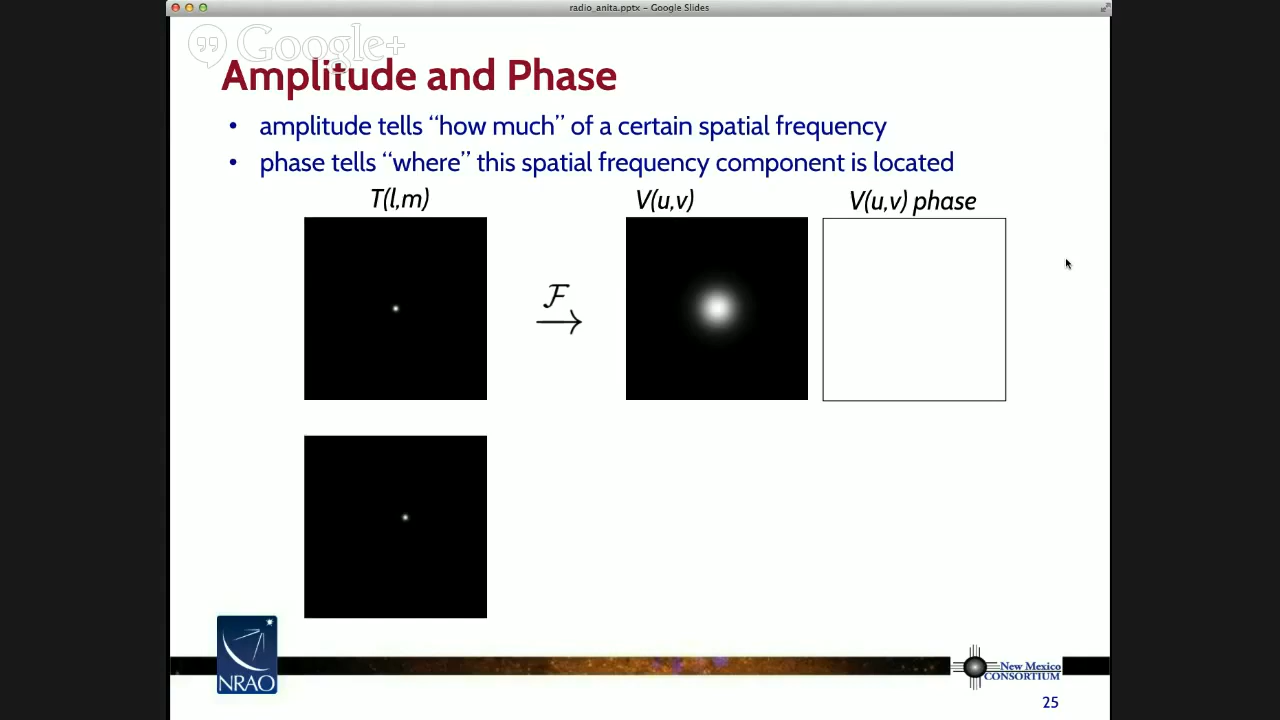 radio_anita.pptx - Google Slides
Google+
Amplitude and Phase
• amplitude tells “how much” of a certain spatial frequency
• phase tells “where” this spatial frequency component is located
T(l,m)
V(u,v)
V(u,v) phase
ℱ
→
NRAO
New Mexico
CONSORTIUM
25